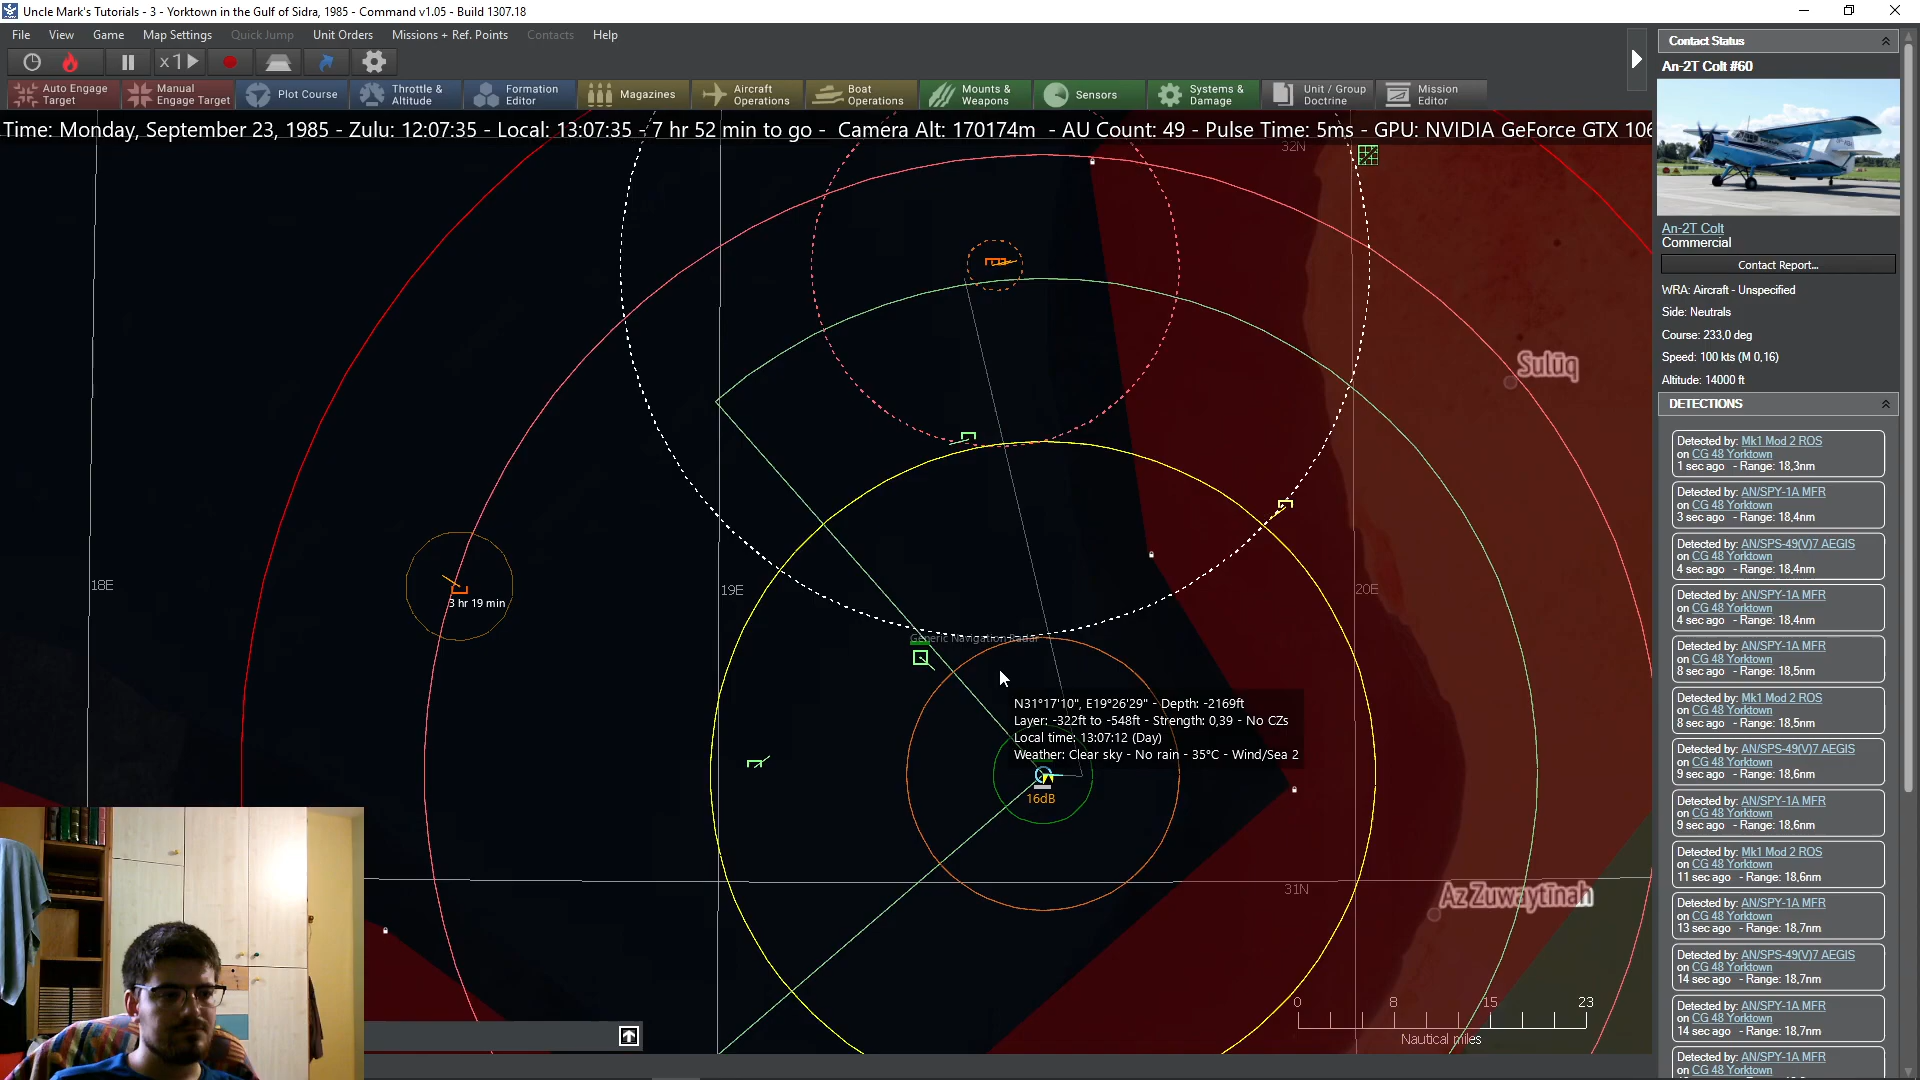 Uncle Mark's Tutorials - 3 - Yorktown in the Gulf of Sidra, 1985 - Command v1.05 - Build 1307.18
File View Game Map Settings Quick Jump Unit Orders Missions + Ref. Points Contacts Help
x 1
Auto Engage Target
Manual Engage Target
Plot Course
Throttle & Altitude
Formation Editor
Magazines
Aircraft Operations
Boat Operations
Mounts & Weapons
Sensors
Systems & Damage
Unit / Group Doctrine
Mission Editor
Time: Monday, September 23, 1985 - Zulu: 12:07:35 - Local: 13:07:35 - 7 hr 52 min to go - Camera Alt: 170174m - AU Count: 49 - Pulse Time: 5ms - GPU: NVIDIA GeForce GTX 106
32N
Sulūq
18E
19E
20E
3 hr 19 min
Generic Navigation Radar
N31°17'10", E19°26'29" - Depth: -2169ft
Layer: -322ft to -548ft - Strength: 0,39 - No CZs
Local time: 13:07:12 (Day)
Weather: Clear sky - No rain - 35°C - Wind/Sea 2
16dB
31N
Az Zuwaytīnah
0 8 15 23
Nautical miles
Contact Status
An-2T Colt #60
An-2T Colt
Commercial
Contact Report...
WRA: Aircraft - Unspecified
Side: Neutrals
Course: 233,0 deg
Speed: 100 kts (M 0,16)
Altitude: 14000 ft
DETECTIONS
Detected by: Mk1 Mod 2 ROS
on CG 48 Yorktown
1 sec ago - Range: 18,3nm
Detected by: AN/SPY-1A MFR
on CG 48 Yorktown
3 sec ago - Range: 18,4nm
Detected by: AN/SPS-49(V)7 AEGIS
on CG 48 Yorktown
4 sec ago - Range: 18,4nm
Detected by: AN/SPY-1A MFR
on CG 48 Yorktown
4 sec ago - Range: 18,4nm
Detected by: AN/SPY-1A MFR
on CG 48 Yorktown
8 sec ago - Range: 18,5nm
Detected by: Mk1 Mod 2 ROS
on CG 48 Yorktown
8 sec ago - Range: 18,5nm
Detected by: AN/SPS-49(V)7 AEGIS
on CG 48 Yorktown
9 sec ago - Range: 18,6nm
Detected by: AN/SPY-1A MFR
on CG 48 Yorktown
9 sec ago - Range: 18,6nm
Detected by: Mk1 Mod 2 ROS
on CG 48 Yorktown
11 sec ago - Range: 18,6nm
Detected by: AN/SPY-1A MFR
on CG 48 Yorktown
13 sec ago - Range: 18,7nm
Detected by: AN/SPS-49(V)7 AEGIS
on CG 48 Yorktown
14 sec ago - Range: 18,7nm
Detected by: AN/SPY-1A MFR
on CG 48 Yorktown
14 sec ago - Range: 18,7nm
Detected by: AN/SPY-1A MFR
on CG 48 Yorktown